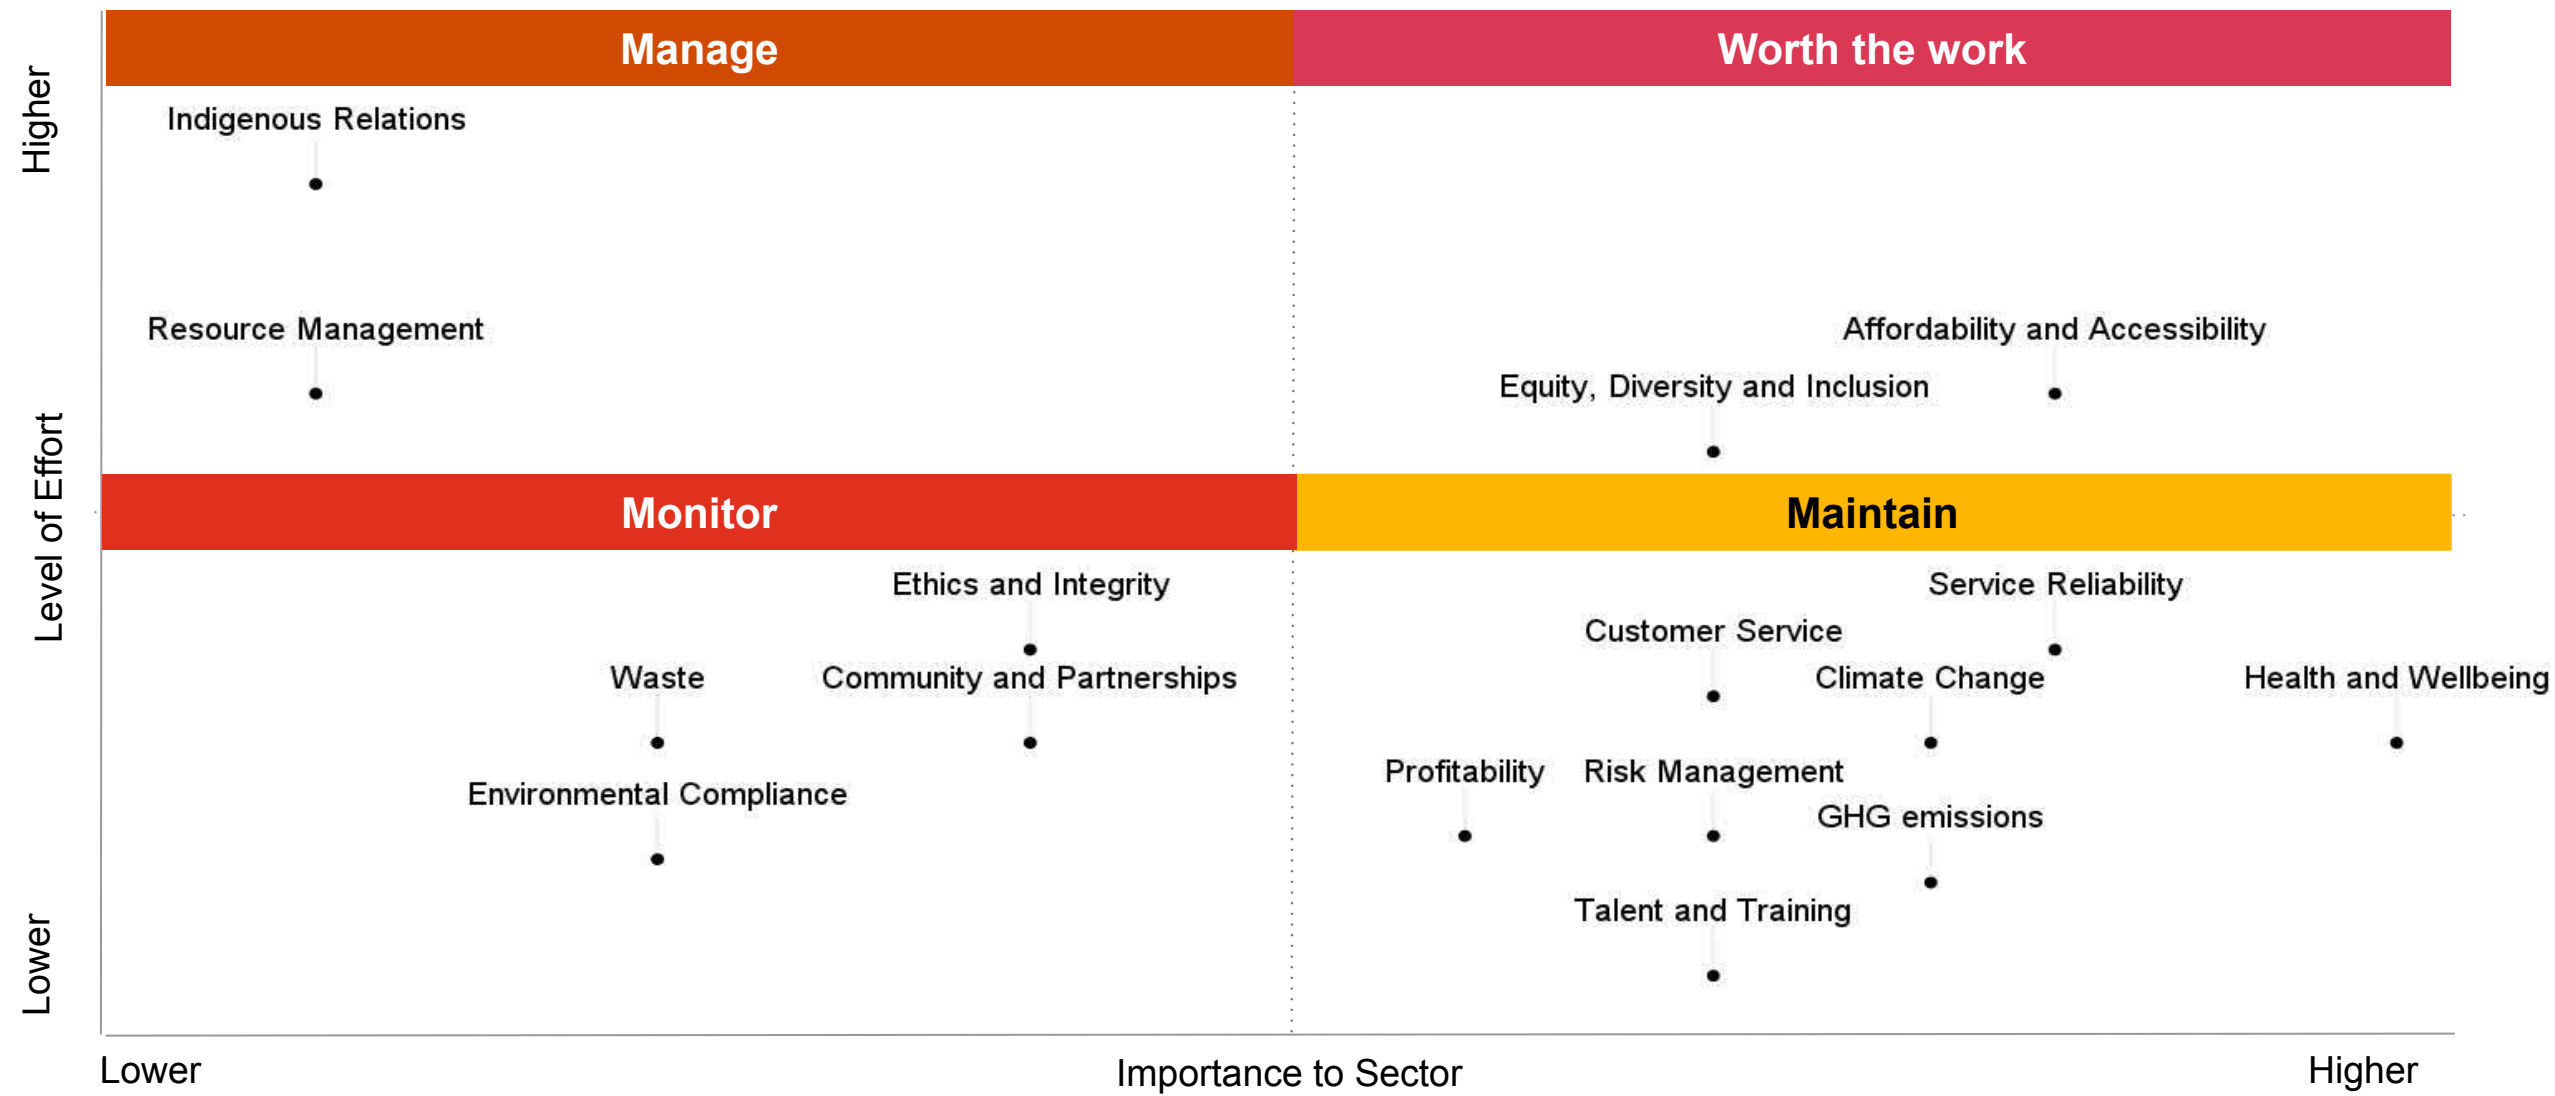 Manage
Worth the work
Higher
Indigenous Relations
Resource Management
Affordability and Accessibility
Equity, Diversity and Inclusion
Level of Effort
Monitor
Maintain
Ethics and Integrity
Service Reliability
Customer Service
Waste
Community and Partnerships
Climate Change
Health and Wellbeing
Profitability
Risk Management
Environmental Compliance
GHG emissions
Talent and Training
Lower
Lower
Importance to Sector
Higher